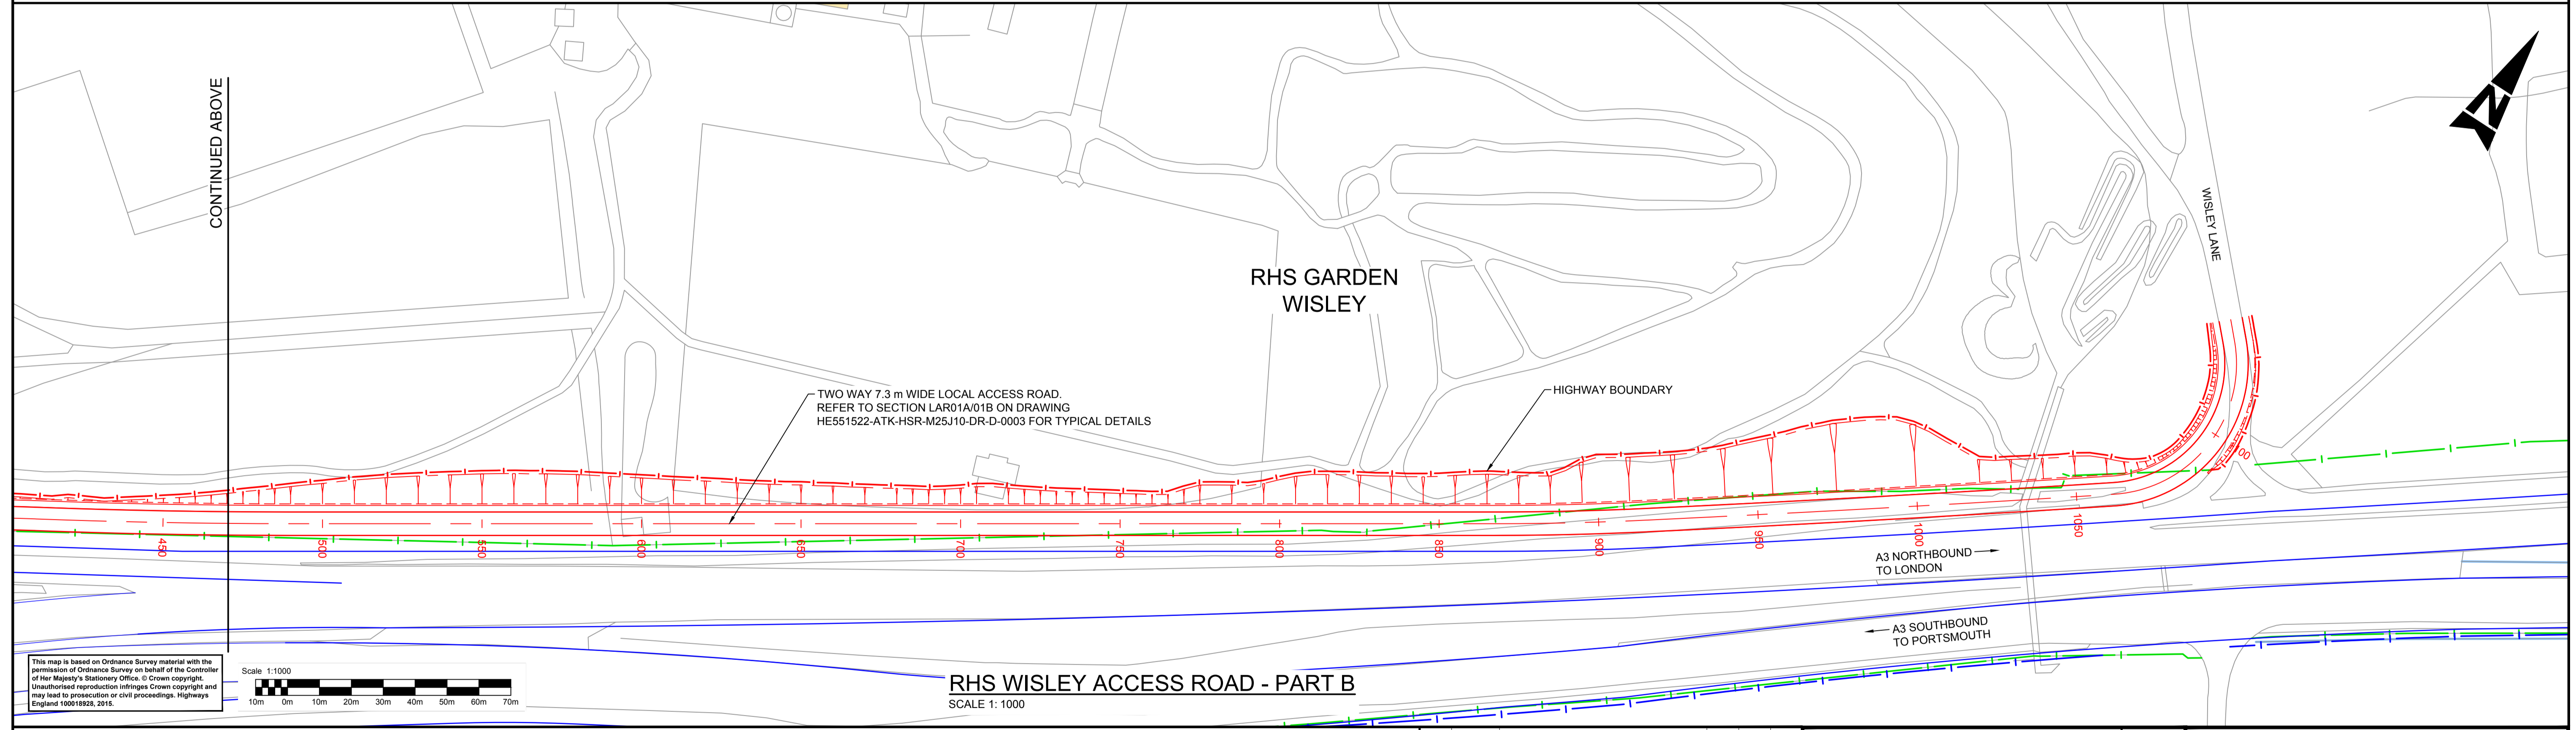 CONTINUED ABOVE
N
WISLEY LANE
RHS GARDEN
WISLEY
TWO WAY 7.3 m WIDE LOCAL ACCESS ROAD.
REFER TO SECTION LAR01A/01B ON DRAWING
HE551522-ATK-HSR-M25J10-DR-D-0003 FOR TYPICAL DETAILS
HIGHWAY BOUNDARY
450
500
550
600
650
700
750
800
850
900
950
1000
1050
00
A3 NORTHBOUND
TO LONDON
A3 SOUTHBOUND
TO PORTSMOUTH
This map is based on Ordnance Survey material with the
permission of Ordnance Survey on behalf of the Controller
of Her Majesty's Stationery Office. © Crown copyright.
Unauthorised reproduction infringes Crown copyright and
may lead to prosecution or civil proceedings. Highways
England 100018928, 2015.
Scale 1:1000
10m 0m 10m 20m 30m 40m 50m 60m 70m
RHS WISLEY ACCESS ROAD - PART B
SCALE 1: 1000